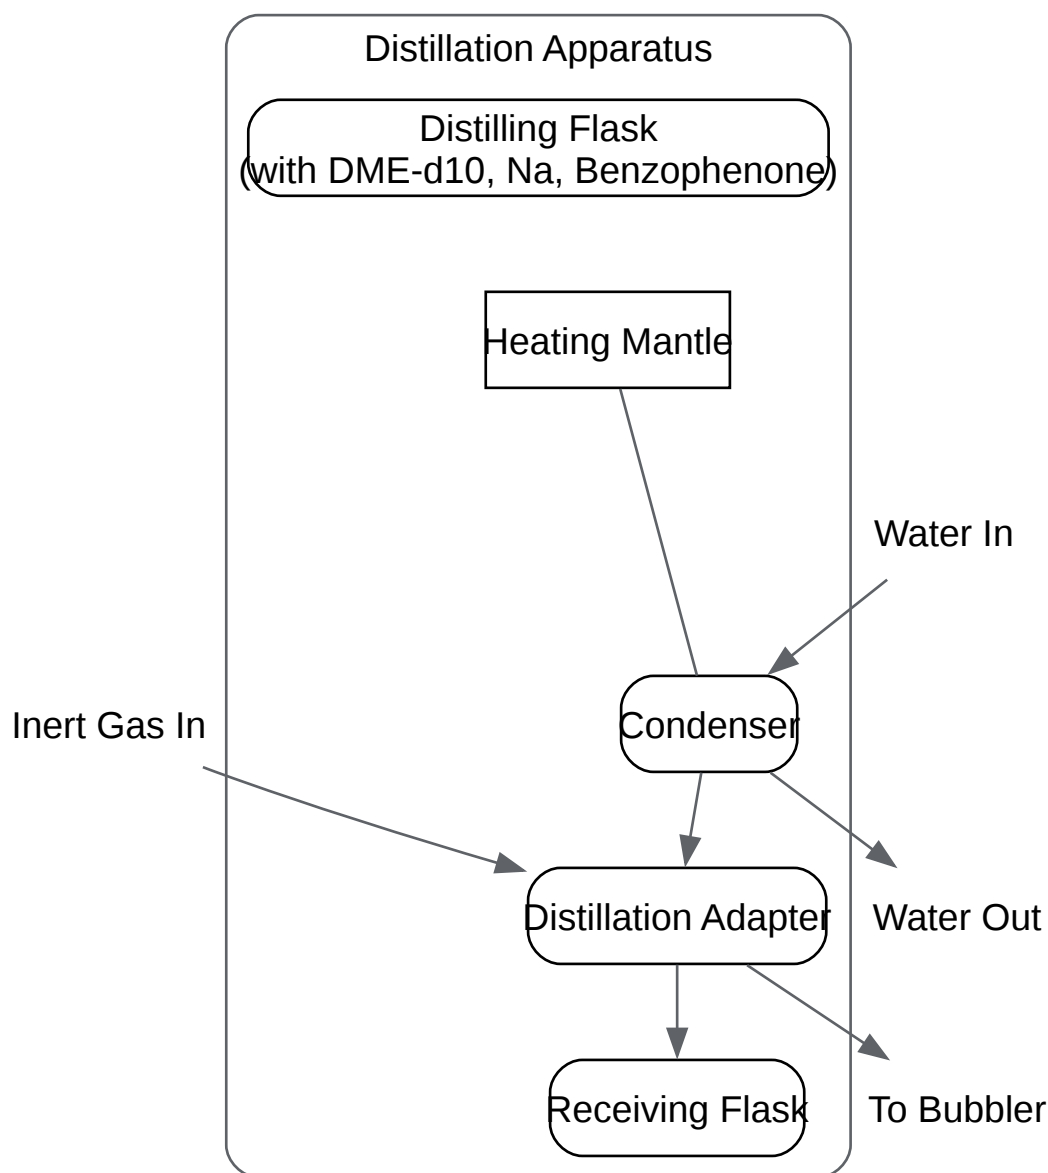 Distillation Apparatus
Distilling Flask
(with DME-d10, Na, Benzophenone)
Heating Mantle
Water In
Inert Gas In
Condenser
Distillation Adapter
Water Out
Receiving Flask
To Bubbler